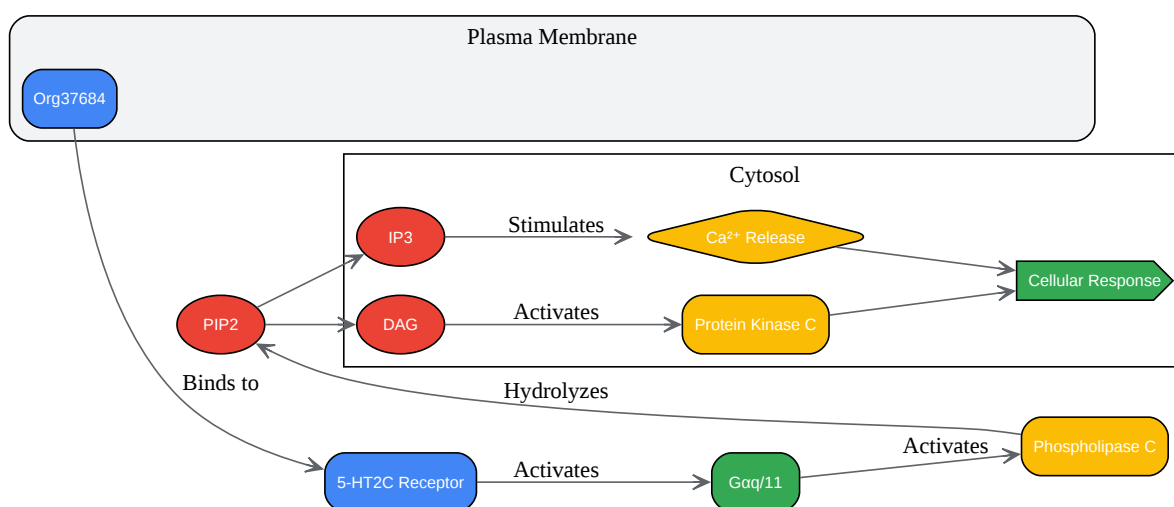 Plasma Membrane
Org37684
Cytosol
IP3
Stimulates
Ca²⁺ Release
Cellular Response
PIP2
DAG
Activates
Protein Kinase C
Binds to
Hydrolyzes
5-HT2C Receptor
Activates
Gαq/11
Activates
Phospholipase C